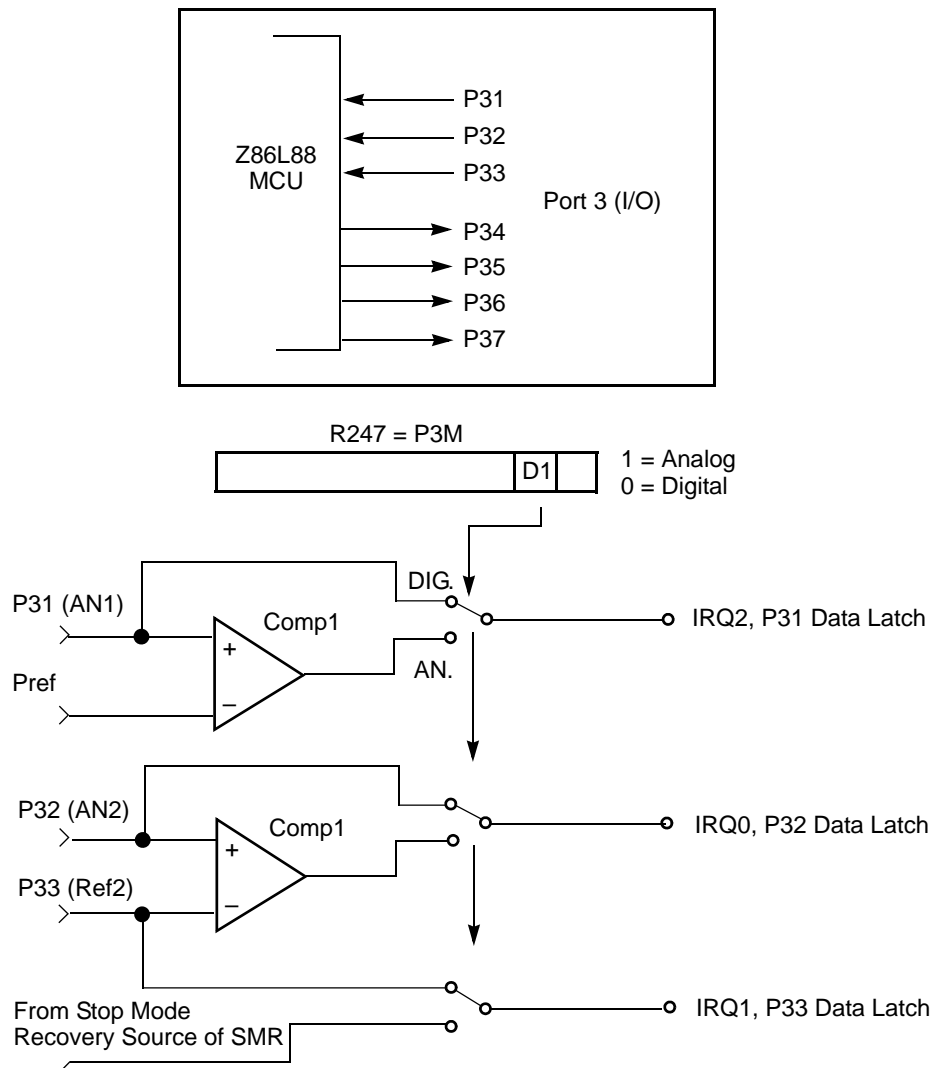 Z86L88
MCU
P31
P32
P33
Port 3 (I/O)
P34
P35
P36
P37
R247 = P3M
D1
1 = Analog
0 = Digital
DIG.
P31 (AN1)
Comp1
IRQ2, P31 Data Latch
+
AN.
Pref
–
P32 (AN2)
Comp1
IRQ0, P32 Data Latch
+
P33 (Ref2)
–
From Stop Mode
Recovery Source of SMR
IRQ1, P33 Data Latch